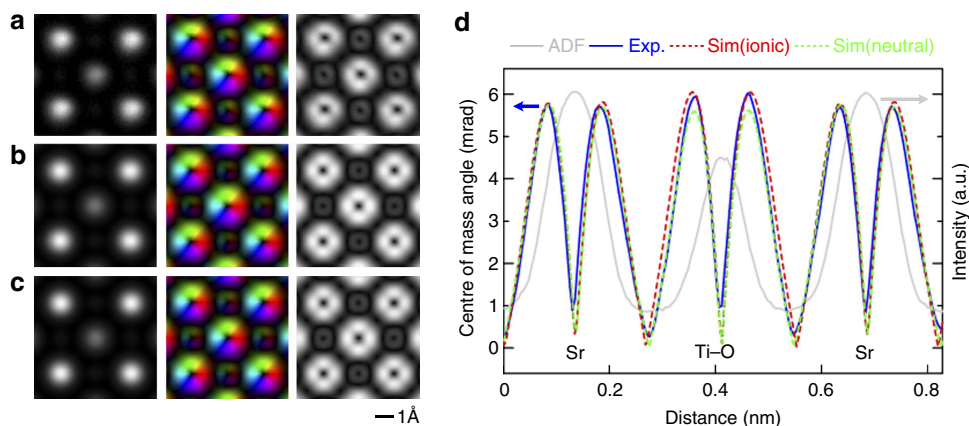 a
b
c
1Å
d
ADF Exp. Sim(ionic) Sim(neutral)
Centre of mass angle (mrad)
6
5
4
3
2
1
0
Sr Ti–O Sr
0 0.2 0.4 0.6 0.8
Distance (nm)
Intensity (a.u.)